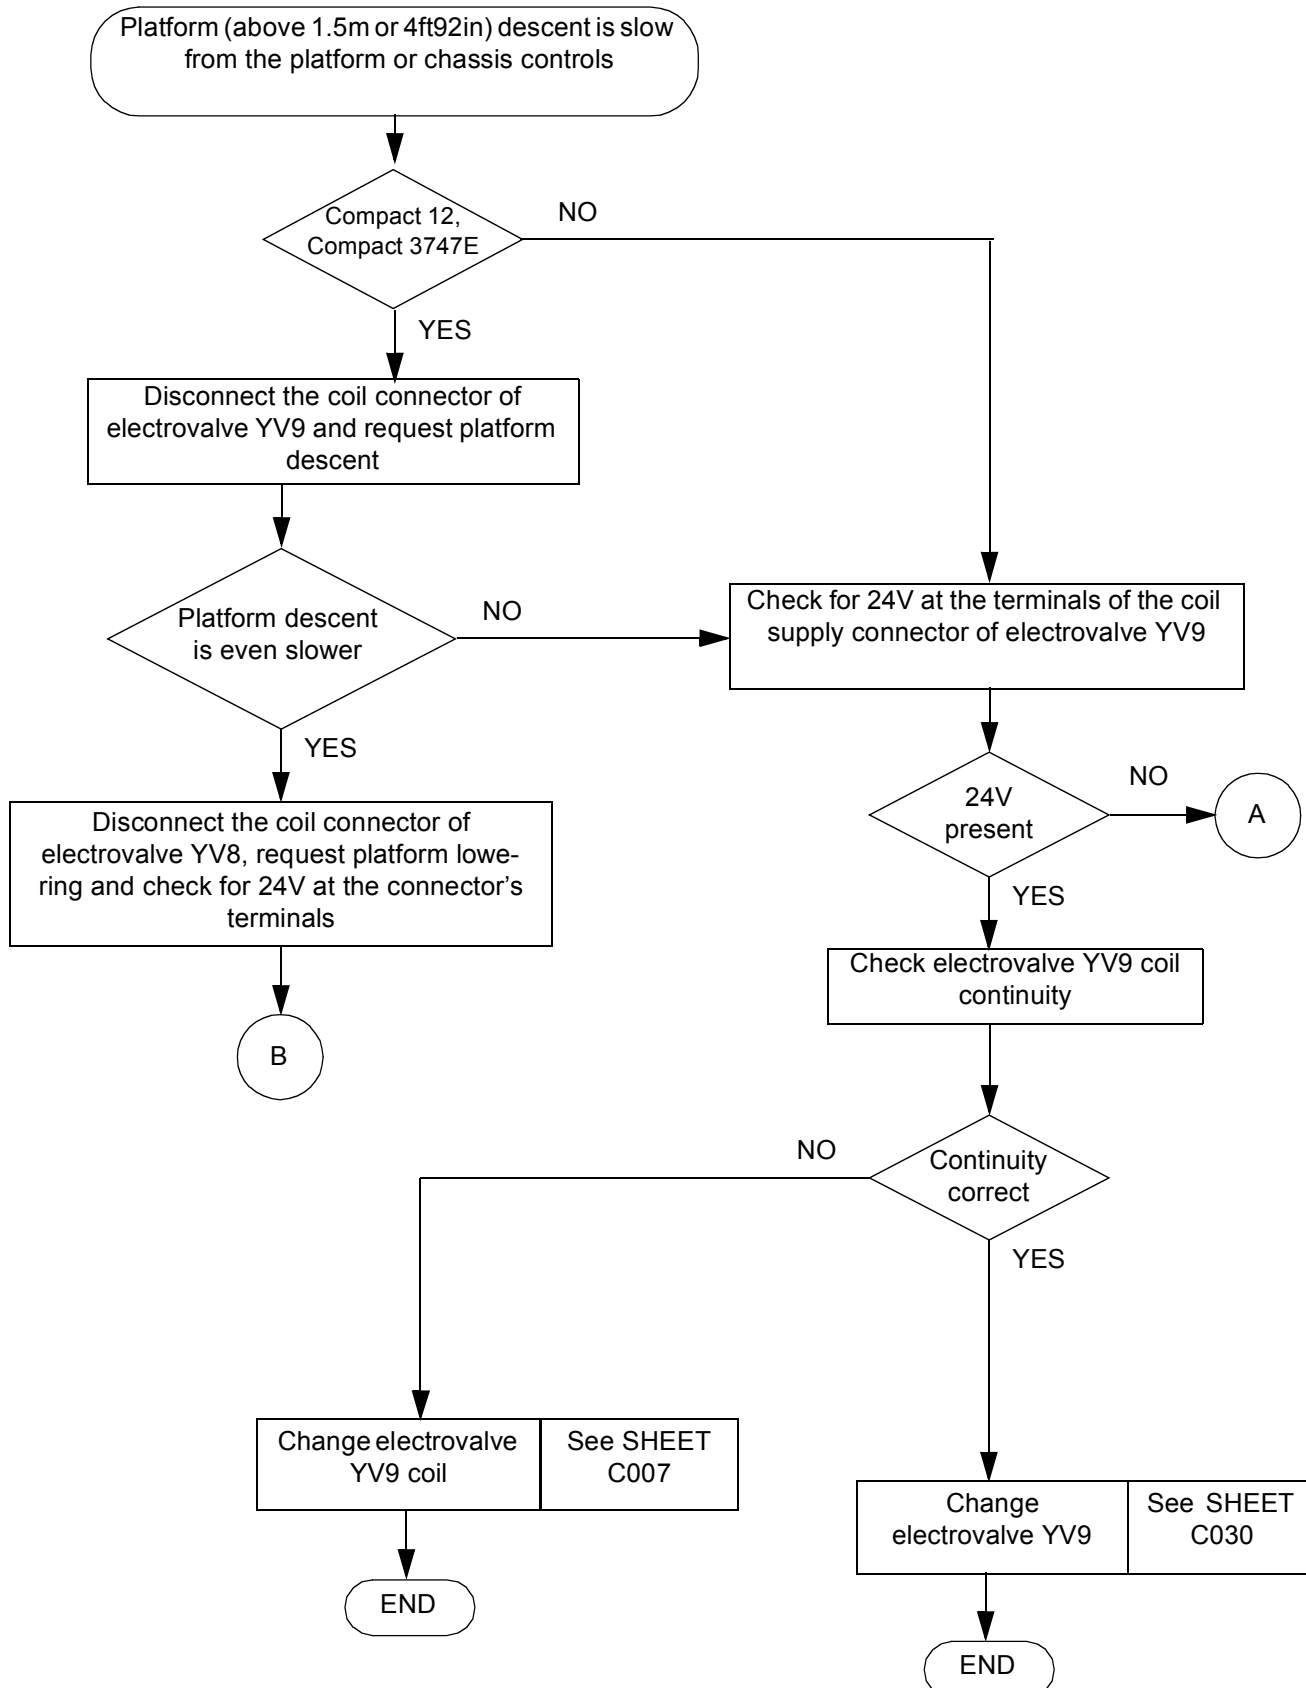 Platform (above 1.5m or 4ft92in) descent is slow
from the platform or chassis controls
Compact 12,
Compact 3747E
NO
YES
Disconnect the coil connector of
electrovalve YV9 and request platform
descent
Platform descent
is even slower
NO
Check for 24V at the terminals of the coil
supply connector of electrovalve YV9
YES
24V
present
NO
A
Disconnect the coil connector of
electrovalve YV8, request platform lowe-
ring and check for 24V at the connector's
terminals
YES
Check electrovalve YV9 coil
continuity
B
NO
Continuity
correct
YES
Change electrovalve
YV9 coil
See SHEET
C007
Change
electrovalve YV9
See SHEET
C030
END
END